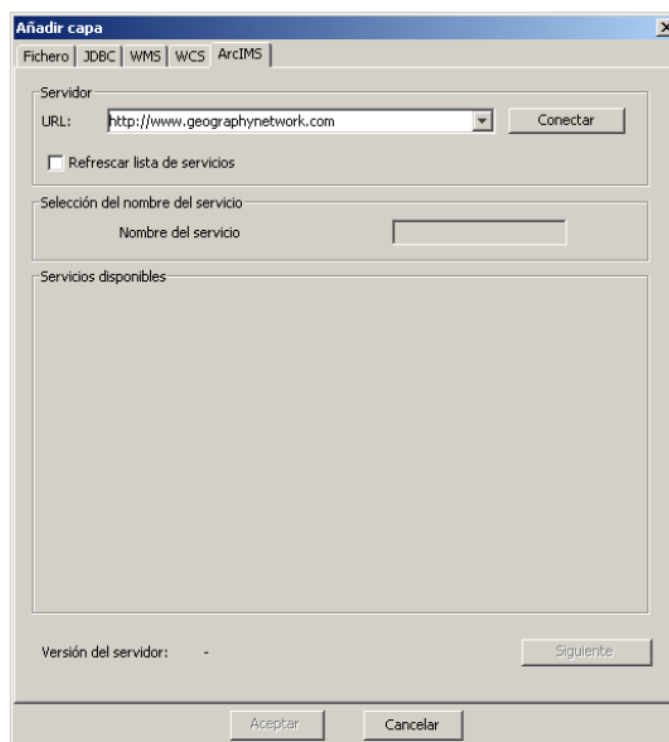 Añadir capa
Fichero JDBC WMS WCS ArcIMS
Servidor
URL: http://www.geographynetwork.com Conectar
Refrescar lista de servicios
Selección del nombre del servicio
Nombre del servicio
Servicios disponibles
Versión del servidor: - Siguiente
Aceptar Cancelar